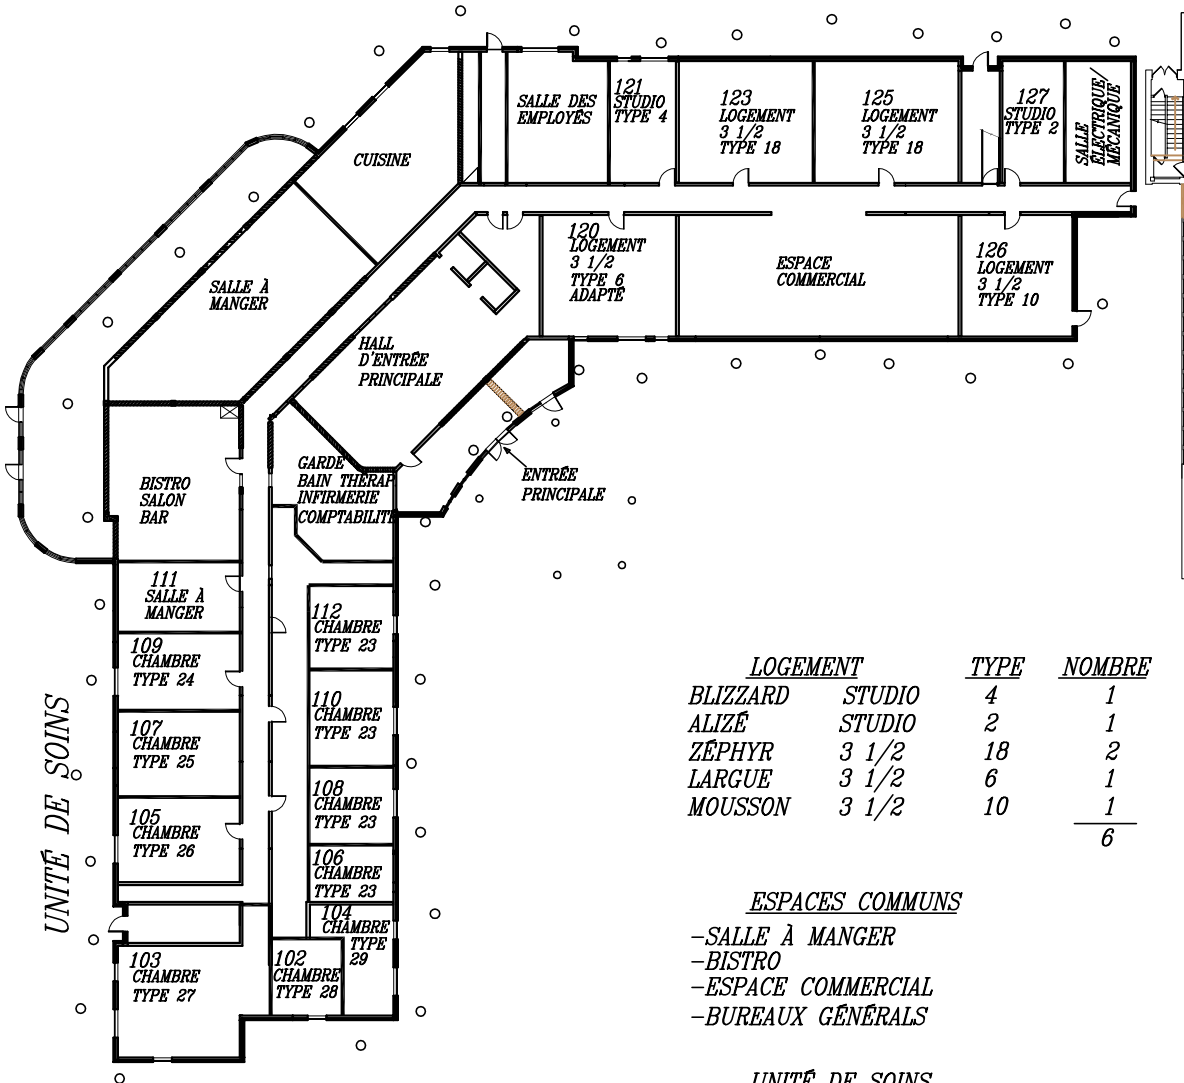 SALLE DES
EMPLOYÉS
121
STUDIO
TYPE 4
123
LOGEMENT
3 1/2
TYPE 18
125
LOGEMENT
3 1/2
TYPE 18
127
STUDIO
TYPE 2
SALLE
ÉLECTRIQUE/
MÉCANIQUE
CUISINE
SALLE À
MANGER
120
LOGEMENT
3 1/2
TYPE 6
ADAPTÉ
ESPACE
COMMERCIAL
126
LOGEMENT
3 1/2
TYPE 10
HALL
D'ENTRÉE
PRINCIPALE
BISTRO
SALON
BAR
GARDE
BAIN THÉRAP
INFIRMERIE
COMPTABILITÉ
ENTRÉE
PRINCIPALE
111
SALLE À
MANGER
109
CHAMBRE
TYPE 24
107
CHAMBRE
TYPE 25
105
CHAMBRE
TYPE 26
103
CHAMBRE
TYPE 27
112
CHAMBRE
TYPE 23
110
CHAMBRE
TYPE 23
108
CHAMBRE
TYPE 23
106
CHAMBRE
TYPE 23
104
CHAMBRE
TYPE
29
102
CHAMBRE
TYPE 28
UNITÉ DE SOINS
LOGEMENT TYPE NOMBRE
BLIZZARD STUDIO 4 1
ALIZÉ STUDIO 2 1
ZÉPHYR 3 1/2 18 2
LARGUE 3 1/2 6 1
MOUSSON 3 1/2 10 1
6
ESPACES COMMUNS
-SALLE À MANGER
-BISTRO
-ESPACE COMMERCIAL
-BUREAUX GÉNÉRALS
UNITÉ DE SOINS